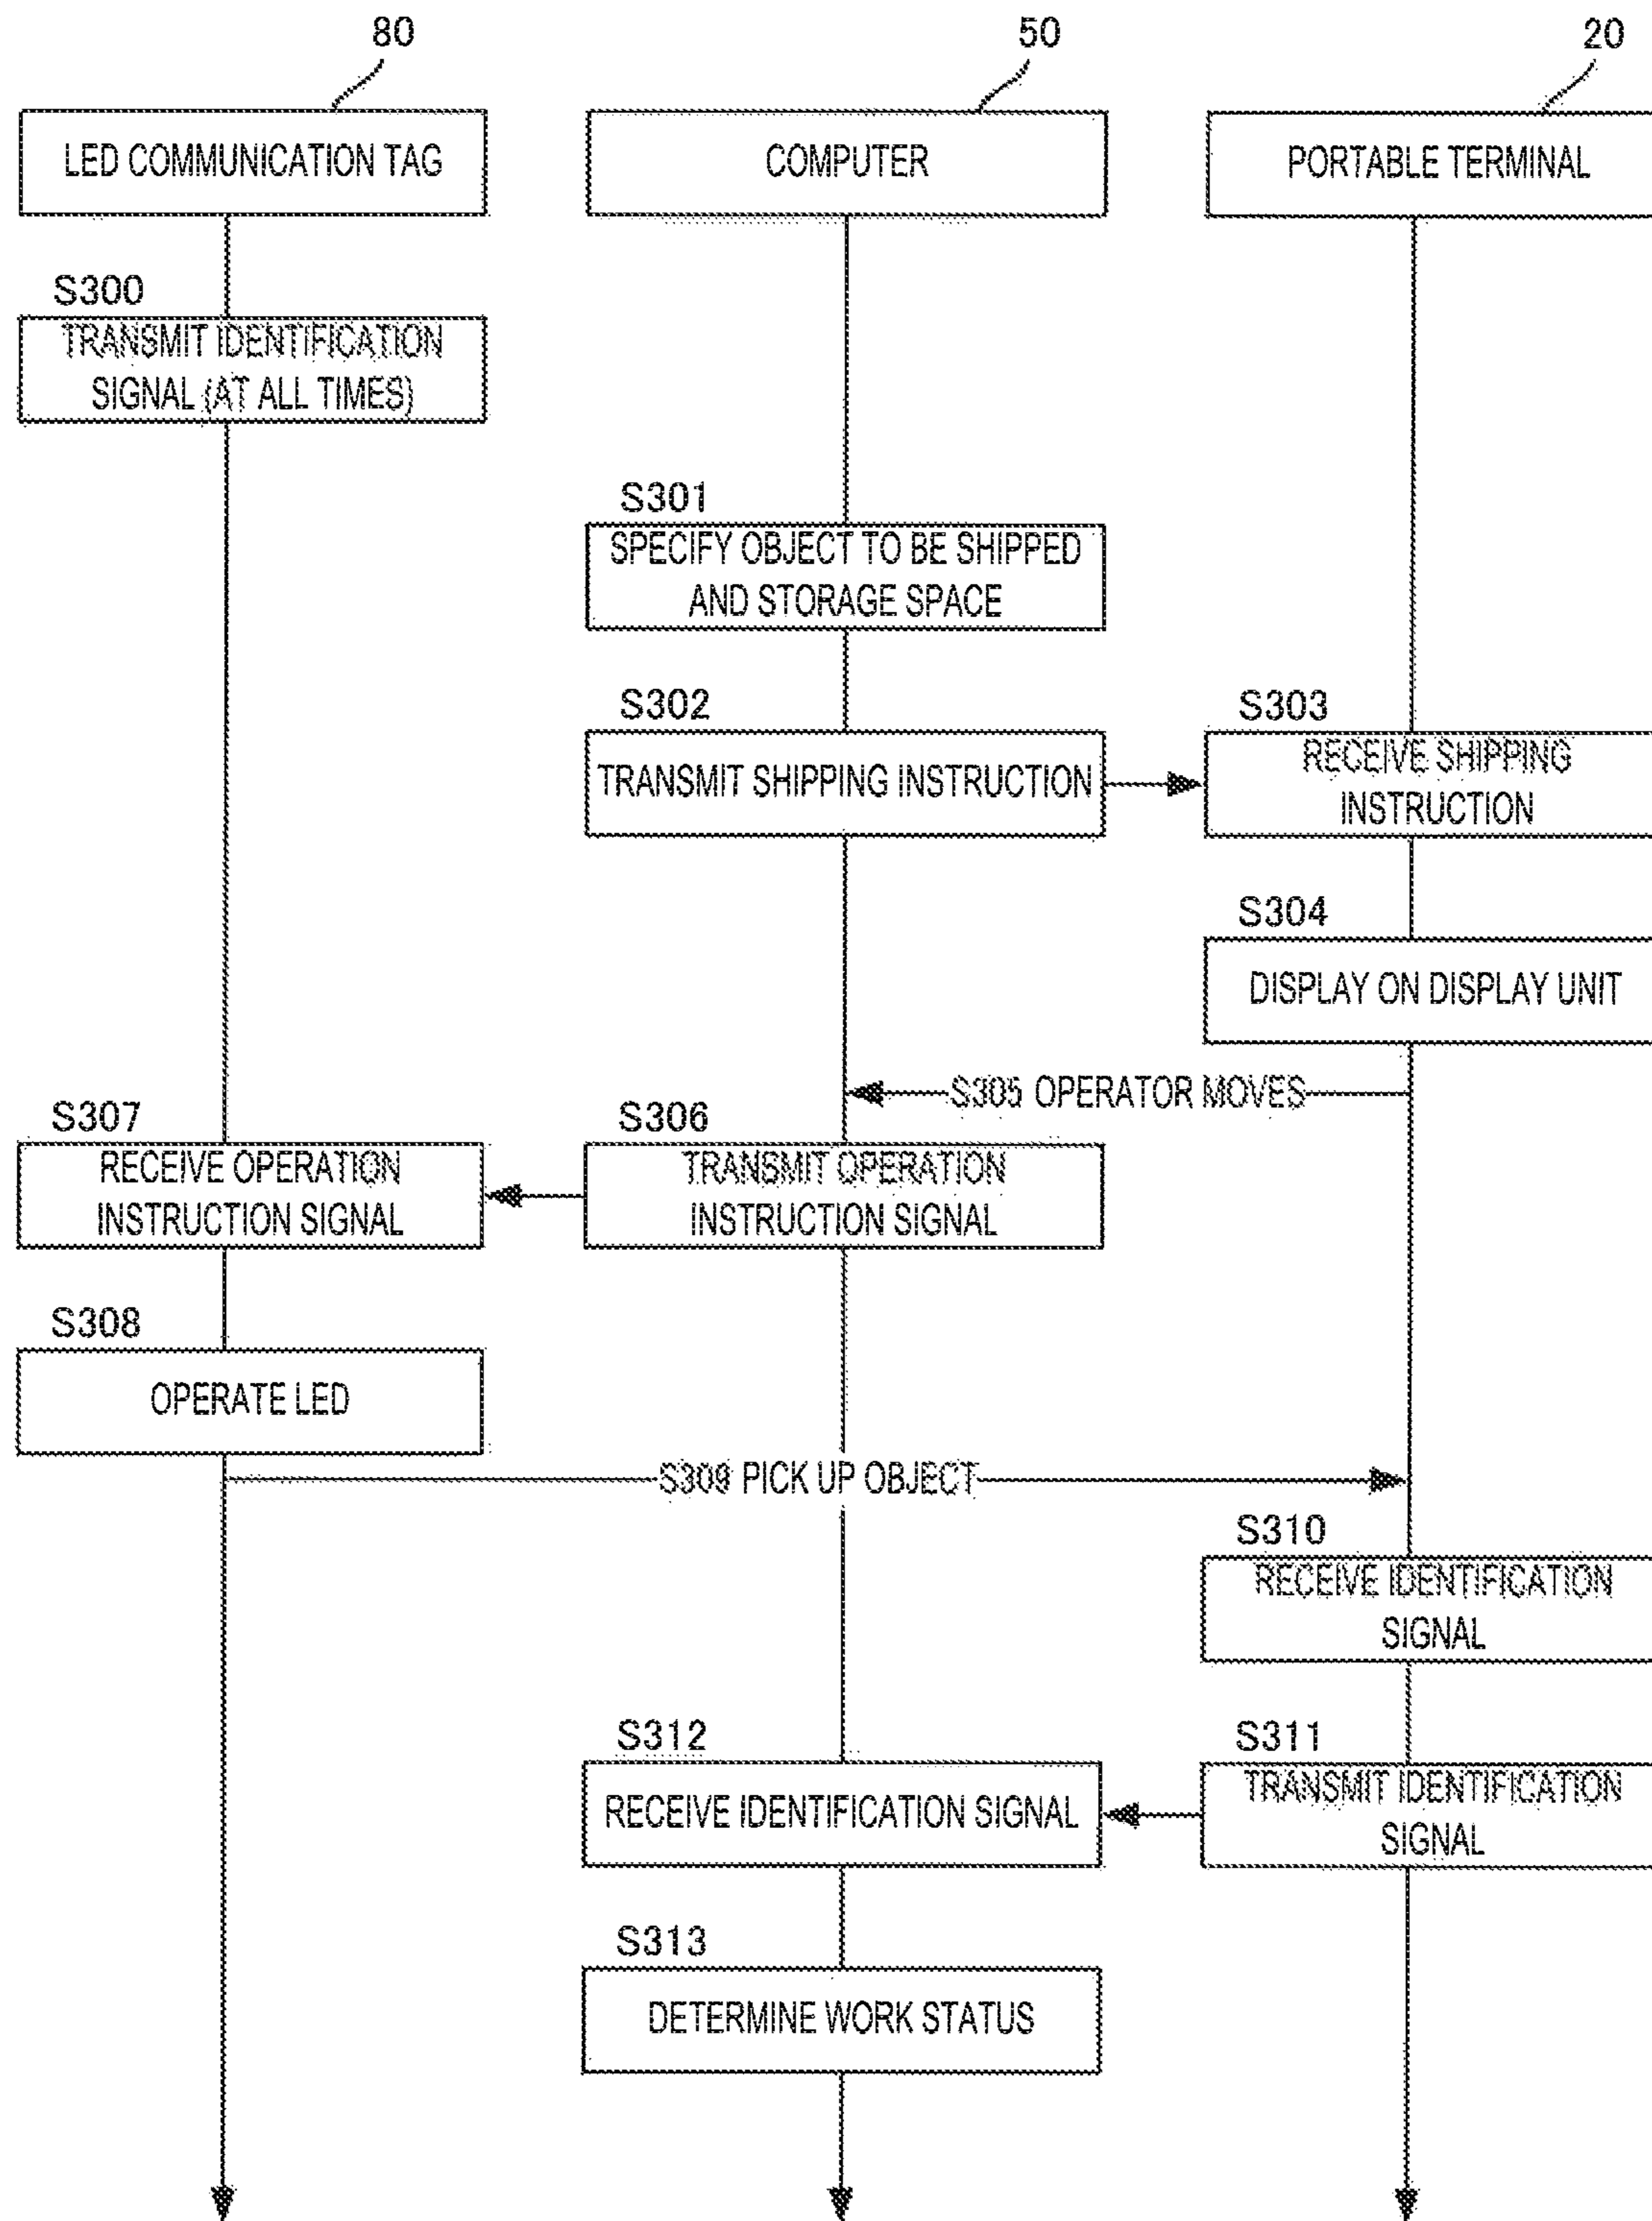 80
50
20
LED COMMUNICATION TAG
COMPUTER
PORTABLE TERMINAL
S300
TRANSMIT IDENTIFICATION
SIGNAL (AT ALL TIMES)
S301
SPECIFY OBJECT TO BE SHIPPED
AND STORAGE SPACE
S302
TRANSMIT SHIPPING INSTRUCTION
S303
RECEIVE SHIPPING
INSTRUCTION
S304
DISPLAY ON DISPLAY UNIT
S305 OPERATOR MOVES
S306
TRANSMIT OPERATION
INSTRUCTION SIGNAL
S307
RECEIVE OPERATION
INSTRUCTION SIGNAL
S308
OPERATE LED
S309 PICK UP OBJECT
S310
RECEIVE IDENTIFICATION
SIGNAL
S311
TRANSMIT IDENTIFICATION
SIGNAL
S312
RECEIVE IDENTIFICATION SIGNAL
S313
DETERMINE WORK STATUS